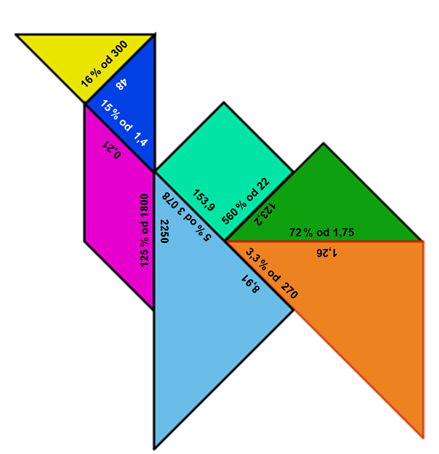 16% od 300
48
15% od 1,4
0,21
125% od 1800
2250
5% od 3 078
153,9
560% od 22
123,2
72% od 1,75
1,26
3,3% od 270
8,91